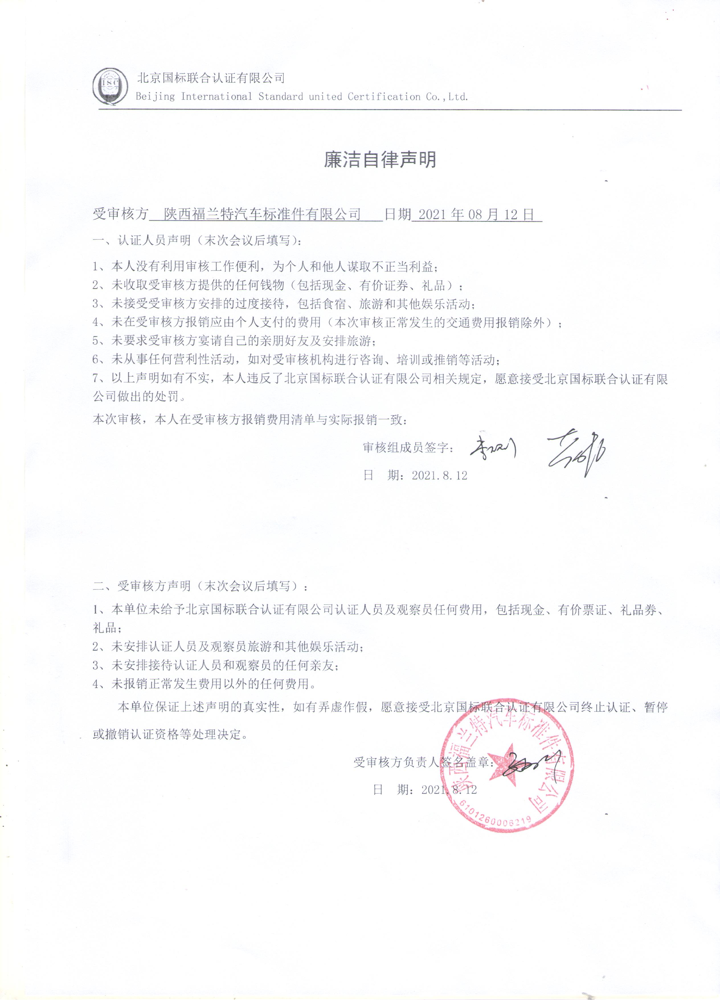 ISC
北京国标联合认证有限公司
Beijing International Standard united Certification Co.,Ltd.
廉洁自律声明
受审核方 陕西福兰特汽车标准件有限公司 日期 2021 年 08 月 12 日
一、认证人员声明（末次会议后填写）：
1、本人没有利用审核工作便利，为个人和他人谋取不正当利益；
2、未收取受审核方提供的任何钱物（包括现金、有价证券、礼品）；
3、未接受受审核方安排的过度接待，包括食宿、旅游和其他娱乐活动；
4、未在受审核方报销应由个人支付的费用（本次审核正常发生的交通费用报销除外）；
5、未要求受审核方宴请自己的亲朋好友及安排旅游；
6、未从事任何营利性活动，如对受审核机构进行咨询、培训或推销等活动；
7、以上声明如有不实，本人违反了北京国标联合认证有限公司相关规定，愿意接受北京国标联合认证有限
公司做出的处罚。
本次审核，本人在受审核方报销费用清单与实际报销一致：
审核组成员签字：
日 期：2021.8.12
二、受审核方声明（末次会议后填写）：
1、本单位未给予北京国标联合认证有限公司认证人员及观察员任何费用，包括现金、有价票证、礼品券、
礼品；
2、未安排认证人员及观察员旅游和其他娱乐活动；
3、未安排接待认证人员和观察员的任何亲友；
4、未报销正常发生费用以外的任何费用。
本单位保证上述声明的真实性，如有弄虚作假，愿意接受北京国标联合认证有限公司终止认证、暂停
或撤销认证资格等处理决定。
受审核方负责人签名盖章：
日 期：2021.8.12
陕西福兰特汽车标准件有限公司
6101260006219